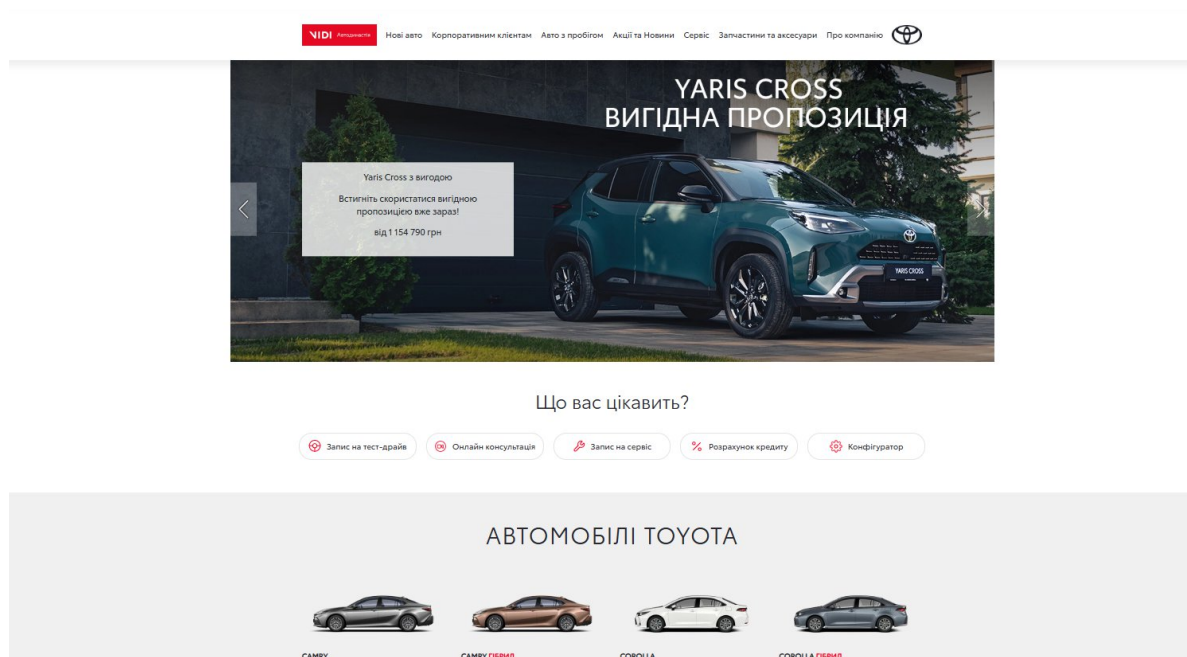 VIDI Автодинастія
Нові авто Корпоративним клієнтам Авто з пробігом Акції та Новини Сервіс Запчастини та аксесуари Про компанію
YARIS CROSS
ВИГІДНА ПРОПОЗИЦІЯ
Yaris Cross з вигодою
Встигніть скористатися вигідною
пропозицією вже зараз!
від 1 154 790 грн
YARIS CROSS
Що вас цікавить?
Запис на тест-драйв Онлайн консультація Запис на сервіс Розрахунок кредиту Конфігуратор
АВТОМОБІЛІ TOYOTA
CAMRY CAMRY ГІБРИД COROLLA COROLLA ГІБРИД